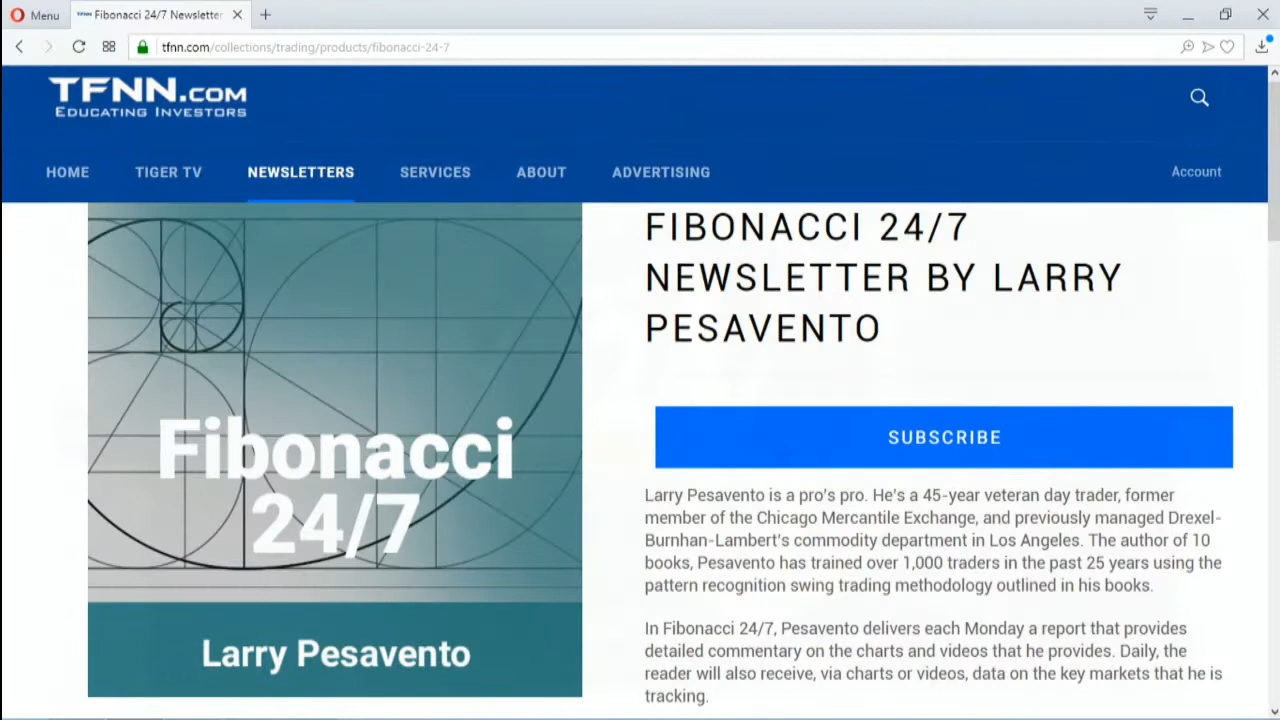 Menu
Fibonacci 24/7 Newsletter
tfnn.com/collections/trading/products/fibonacci-24-7
TFNN.COM
EDUCATING INVESTORS
HOME TIGER TV NEWSLETTERS SERVICES ABOUT ADVERTISING Account
Fibonacci
24/7
Larry Pesavento
FIBONACCI 24/7
NEWSLETTER BY LARRY
PESAVENTO
SUBSCRIBE
Larry Pesavento is a pro's pro. He's a 45-year veteran day trader, former
member of the Chicago Mercantile Exchange, and previously managed Drexel-
Burnhan-Lambert's commodity department in Los Angeles. The author of 10
books, Pesavento has trained over 1,000 traders in the past 25 years using the
pattern recognition swing trading methodology outlined in his books.
In Fibonacci 24/7, Pesavento delivers each Monday a report that provides
detailed commentary on the charts and videos that he provides. Daily, the
reader will also receive, via charts or videos, data on the key markets that he is
tracking.